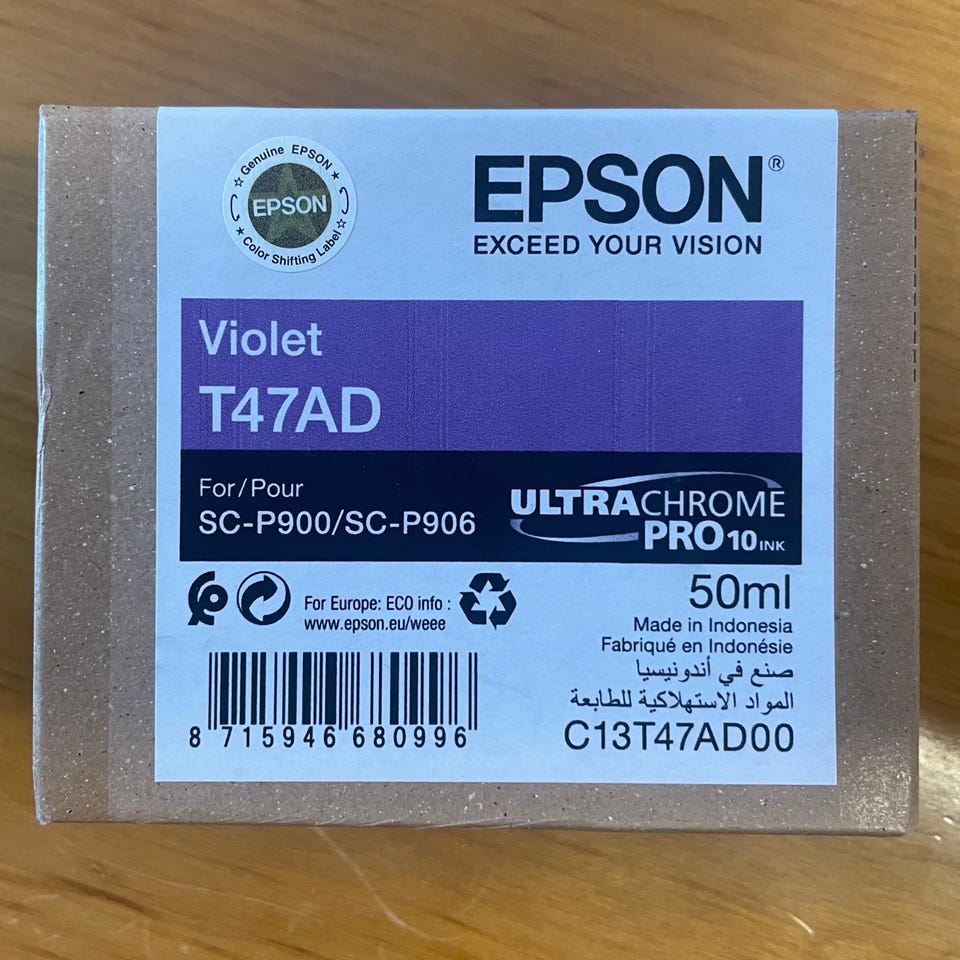 ☆ Genuine EPSON ★
EPSON
★ Color Shifting Label ☆
EPSON®
EXCEED YOUR VISION
Violet
T47AD
For/Pour
SC-P900/SC-P906
ULTRACHROME
PRO10 INK
For Europe: ECO info :
www.epson.eu/weee
50ml
Made in Indonesia
Fabriqué en Indonésie
صنع في أندونيسيا
المواد الاستهلاكية للطابعة
C13T47AD00
8 715946 680996